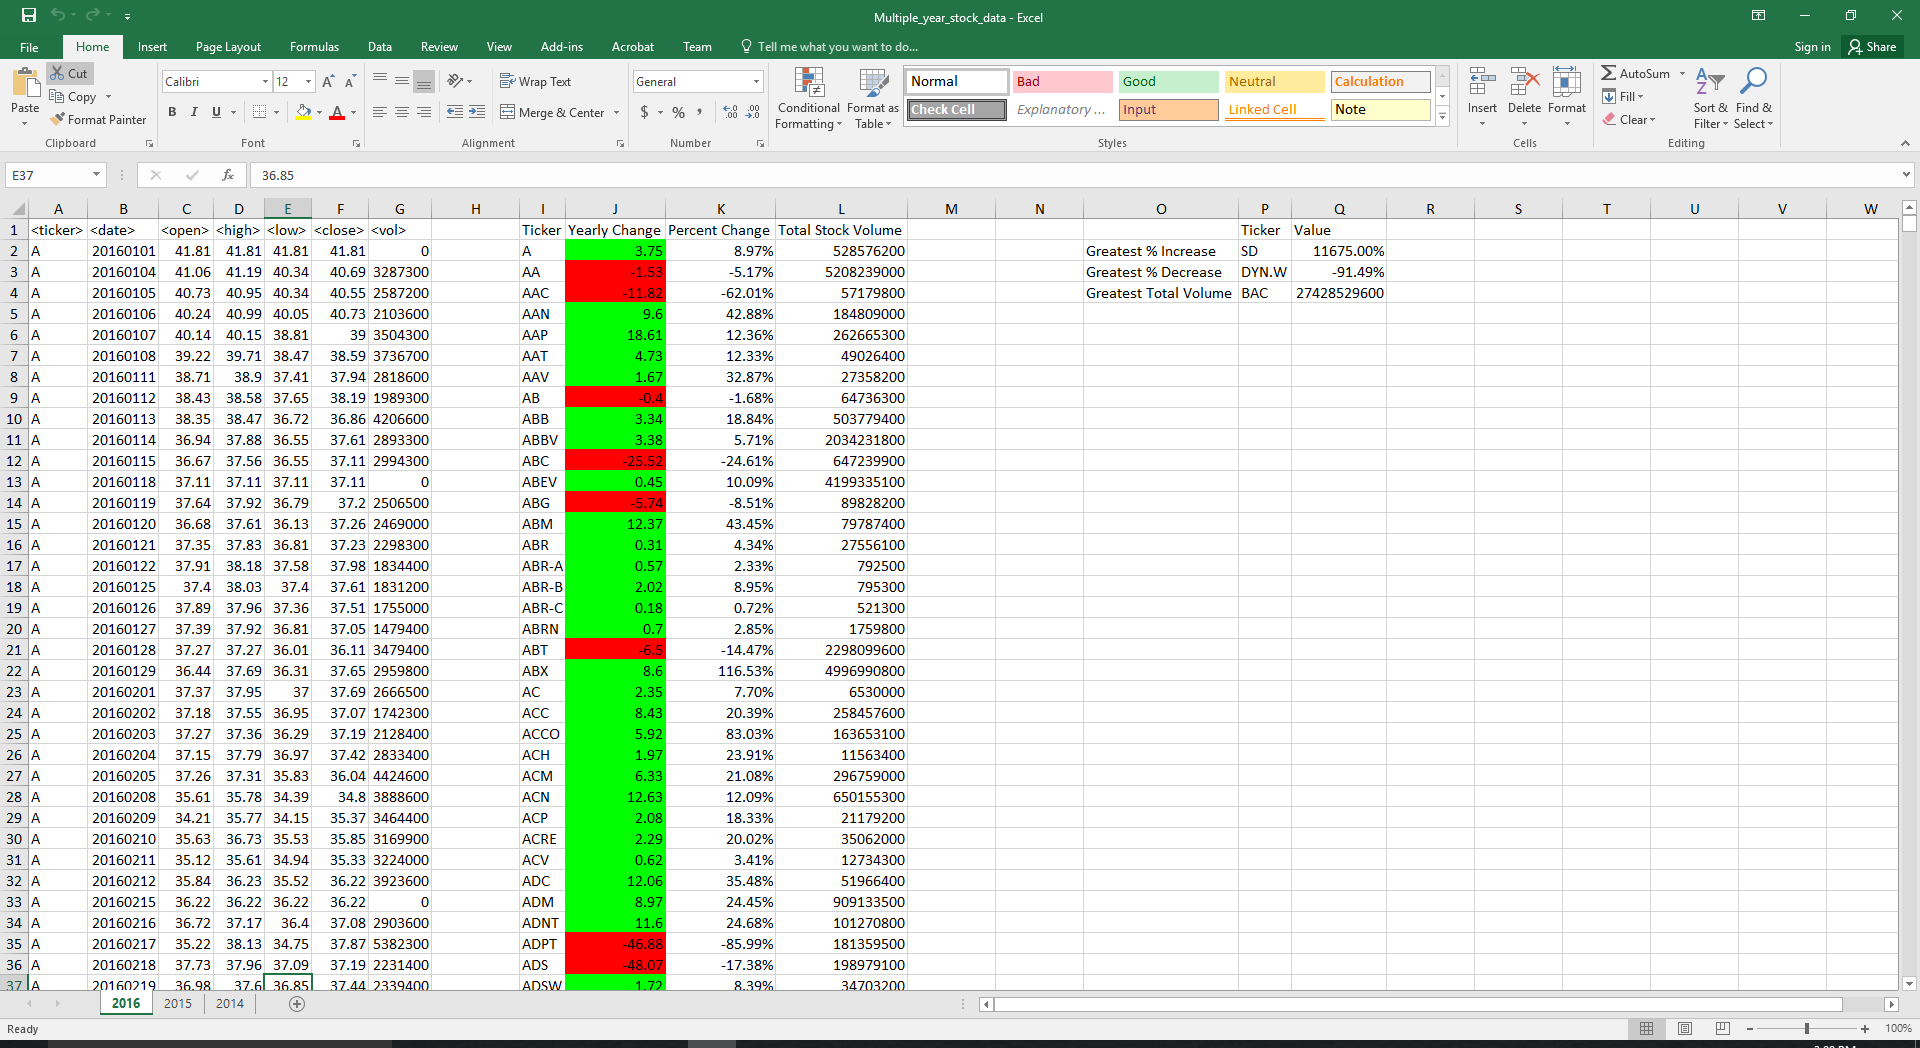 Multiple_year_stock_data - Excel
File Home Insert Page Layout Formulas Data Review View Add-ins Acrobat Team Tell me what you want to do... Sign in Share
Cut Calibri 12 Wrap Text General Normal Bad Good Neutral Calculation AutoSum
Paste Copy Merge & Center Conditional Formatting Format as Table Check Cell Explanatory ... Input Linked Cell Note Insert Delete Format Fill Sort & Filter Find & Select
Format Painter B I U A $ % , Clear
Clipboard Font Alignment Number Styles Cells Editing
E37 fx 36.85
A B C D E F G H I J K L M N O P Q R S T U V W
1 <ticker> <date> <open> <high> <low> <close> <vol> Ticker Yearly Change Percent Change Total Stock Volume Ticker Value
2 A 20160101 41.81 41.81 41.81 41.81 0 A 3.75 8.97% 528576200 Greatest % Increase SD 11675.00%
3 A 20160104 41.06 41.19 40.34 40.69 3287300 AA -1.53 -5.17% 5208239000 Greatest % Decrease DYN.W -91.49%
4 A 20160105 40.73 40.95 40.34 40.55 2587200 AAC -11.82 -62.01% 57179800 Greatest Total Volume BAC 27428529600
5 A 20160106 40.24 40.99 40.05 40.73 2103600 AAN 9.6 42.88% 184809000
6 A 20160107 40.14 40.15 38.81 39 3504300 AAP 18.61 12.36% 262665300
7 A 20160108 39.22 39.71 38.47 38.59 3736700 AAT 4.73 12.33% 49026400
8 A 20160111 38.71 38.9 37.41 37.94 2818600 AAV 1.67 32.87% 27358200
9 A 20160112 38.43 38.58 37.65 38.19 1989300 AB -0.4 -1.68% 64736300
10 A 20160113 38.35 38.47 36.72 36.86 4206600 ABB 3.34 18.84% 503779400
11 A 20160114 36.94 37.88 36.55 37.61 2893300 ABBV 3.38 5.71% 2034231800
12 A 20160115 36.67 37.56 36.55 37.11 2994300 ABC -25.52 -24.61% 647239900
13 A 20160118 37.11 37.11 37.11 37.11 0 ABEV 0.45 10.09% 4199335100
14 A 20160119 37.64 37.92 36.79 37.2 2506500 ABG -5.74 -8.51% 89828200
15 A 20160120 36.68 37.61 36.13 37.26 2469000 ABM 12.37 43.45% 79787400
16 A 20160121 37.35 37.83 36.81 37.23 2298300 ABR 0.31 4.34% 27556100
17 A 20160122 37.91 38.18 37.58 37.98 1834400 ABR-A 0.57 2.33% 792500
18 A 20160125 37.4 38.03 37.4 37.61 1831200 ABR-B 2.02 8.95% 795300
19 A 20160126 37.89 37.96 37.36 37.51 1755000 ABR-C 0.18 0.72% 521300
20 A 20160127 37.39 37.92 36.81 37.05 1479400 ABRN 0.7 2.85% 1759800
21 A 20160128 37.27 37.27 36.01 36.11 3479400 ABT -6.5 -14.47% 2298099600
22 A 20160129 36.44 37.69 36.31 37.65 2959800 ABX 8.6 116.53% 4996990800
23 A 20160201 37.37 37.95 37 37.69 2666500 AC 2.35 7.70% 6530000
24 A 20160202 37.18 37.55 36.95 37.07 1742300 ACC 8.43 20.39% 258457600
25 A 20160203 37.27 37.36 36.29 37.19 2128400 ACCO 5.92 83.03% 163653100
26 A 20160204 37.15 37.79 36.97 37.42 2833400 ACH 1.97 23.91% 11563400
27 A 20160205 37.26 37.31 35.83 36.04 4424600 ACM 6.33 21.08% 296759000
28 A 20160208 35.61 35.78 34.39 34.8 3888600 ACN 12.63 12.09% 650155300
29 A 20160209 34.21 35.77 34.15 35.37 3464400 ACP 2.08 18.33% 21179200
30 A 20160210 35.63 36.73 35.53 35.85 3169900 ACRE 2.29 20.02% 35062000
31 A 20160211 35.12 35.61 34.94 35.33 3224000 ACV 0.62 3.41% 12734300
32 A 20160212 35.84 36.23 35.52 36.22 3923600 ADC 12.06 35.48% 51966400
33 A 20160215 36.22 36.22 36.22 36.22 0 ADM 8.97 24.45% 909133500
34 A 20160216 36.72 37.17 36.4 37.08 2903600 ADNT 11.6 24.68% 101270800
35 A 20160217 35.22 38.13 34.75 37.87 5382300 ADPT -46.88 -85.99% 181359500
36 A 20160218 37.73 37.96 37.09 37.19 2231400 ADS -48.07 -17.38% 198979100
37 A 20160219 36.98 37.6 36.85 37.44 2339400 ADSW 1.72 8.39% 34703200
2016 2015 2014
Ready 100%